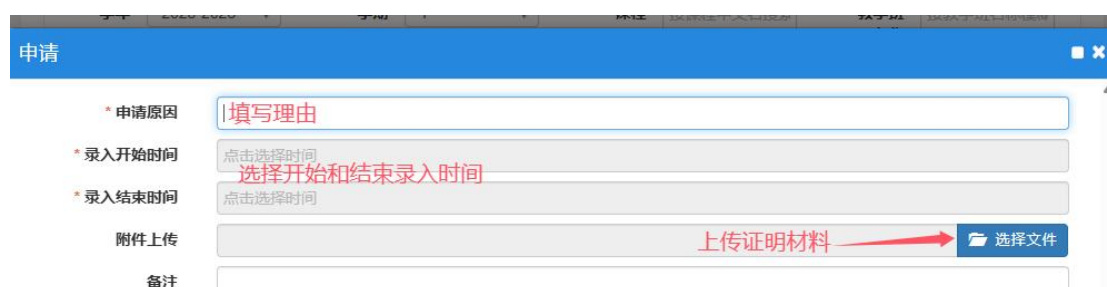 申请
* 申请原因 填写理由
* 录入开始时间 点击选择时间
选择开始和结束录入时间
* 录入结束时间 点击选择时间
附件上传 上传证明材料 选择文件
备注